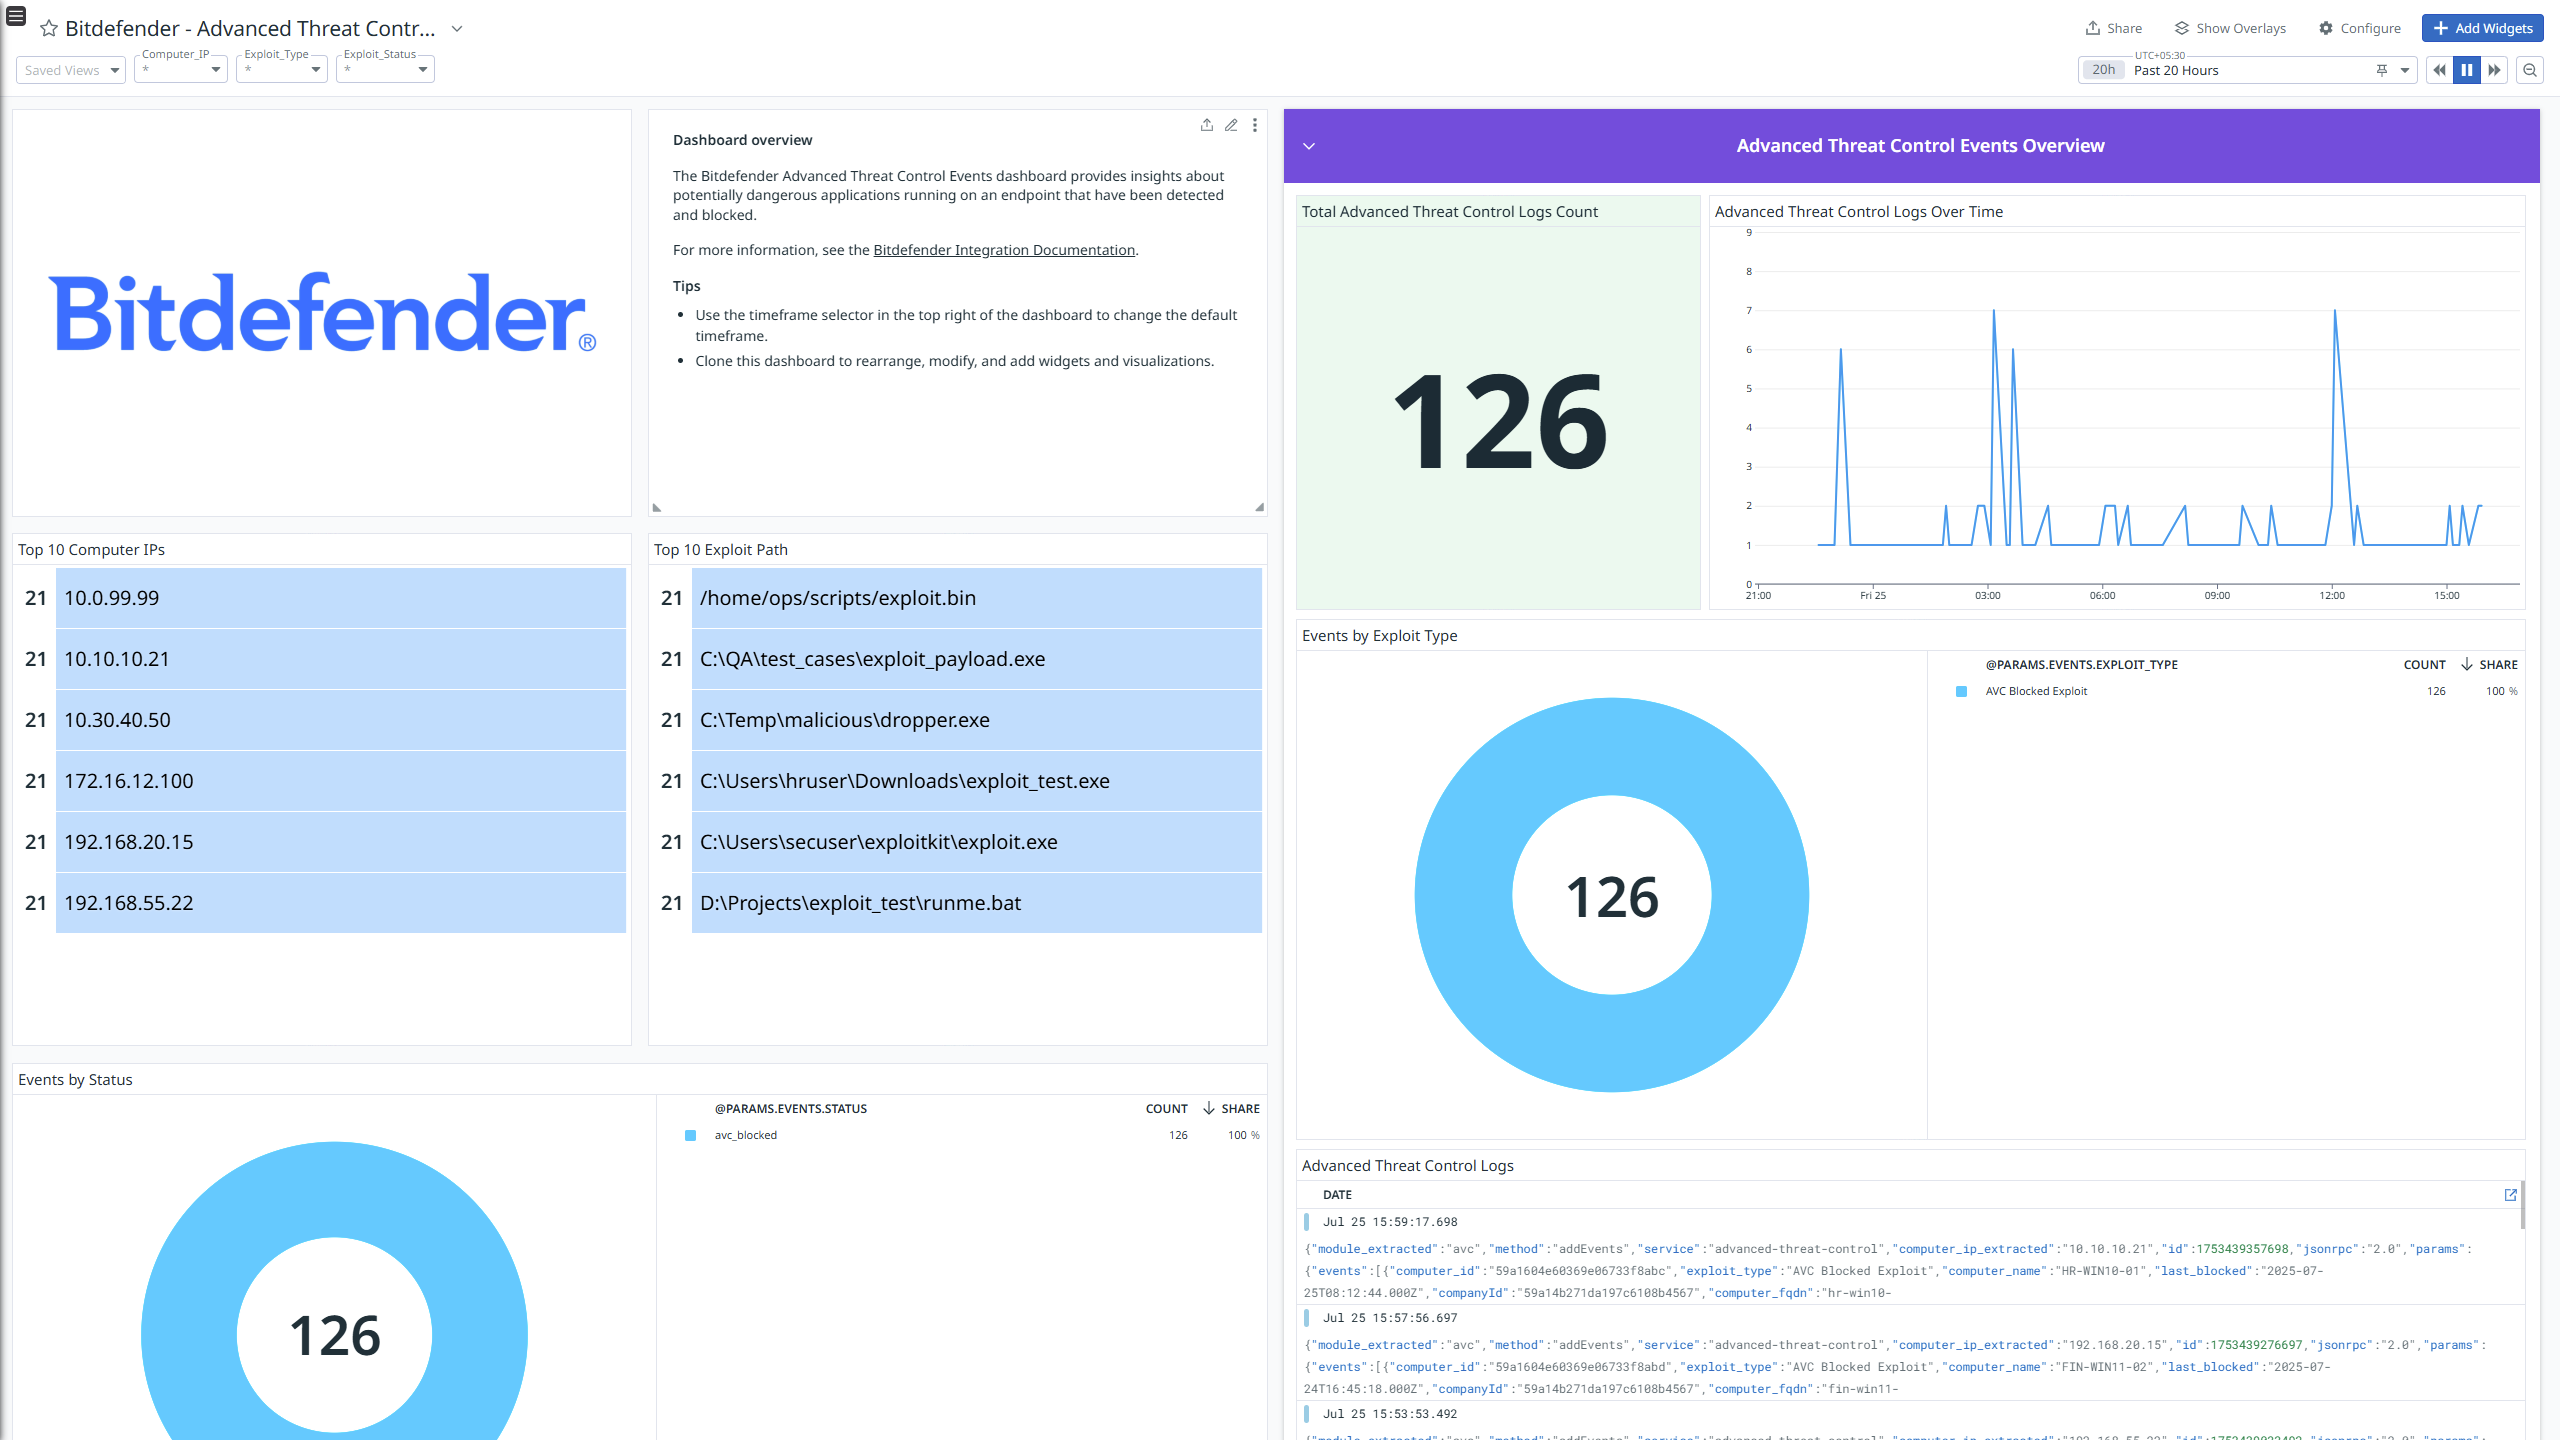 Bitdefender - Advanced Threat Contr...
Share
Show Overlays
Configure
Add Widgets
Saved Views
Computer_IP
*
Exploit_Type
*
Exploit_Status
*
UTC+05:30
20h
Past 20 Hours
Bitdefender®
Dashboard overview
The Bitdefender Advanced Threat Control Events dashboard provides insights about
potentially dangerous applications running on an endpoint that have been detected
and blocked.
For more information, see the Bitdefender Integration Documentation.
Tips
• Use the timeframe selector in the top right of the dashboard to change the default
timeframe.
• Clone this dashboard to rearrange, modify, and add widgets and visualizations.
Top 10 Computer IPs
21 10.0.99.99
21 10.10.10.21
21 10.30.40.50
21 172.16.12.100
21 192.168.20.15
21 192.168.55.22
Top 10 Exploit Path
21 /home/ops/scripts/exploit.bin
21 C:\QA\test_cases\exploit_payload.exe
21 C:\Temp\malicious\dropper.exe
21 C:\Users\hruser\Downloads\exploit_test.exe
21 C:\Users\secuser\exploitkit\exploit.exe
21 D:\Projects\exploit_test\runme.bat
Events by Status
126
@PARAMS.EVENTS.STATUS COUNT SHARE
avc_blocked 126 100 %
Advanced Threat Control Events Overview
Total Advanced Threat Control Logs Count
126
Advanced Threat Control Logs Over Time
9
8
7
6
5
4
3
2
1
0
21:00 Fri 25 03:00 06:00 09:00 12:00 15:00
Events by Exploit Type
126
@PARAMS.EVENTS.EXPLOIT_TYPE COUNT SHARE
AVC Blocked Exploit 126 100 %
Advanced Threat Control Logs
DATE
Jul 25 15:59:17.698
{"module_extracted":"avc","method":"addEvents","service":"advanced-threat-control","computer_ip_extracted":"10.10.10.21","id":1753439357698,"jsonrpc":"2.0","params":
{"events":[{"computer_id":"59a1604e60369e06733f8abc","exploit_type":"AVC Blocked Exploit","computer_name":"HR-WIN10-01","last_blocked":"2025-07-
25T08:12:44.000Z","companyId":"59a14b271da197c6108b4567","computer_fqdn":"hr-win10-
Jul 25 15:57:56.697
{"module_extracted":"avc","method":"addEvents","service":"advanced-threat-control","computer_ip_extracted":"192.168.20.15","id":1753439276697,"jsonrpc":"2.0","params":
{"events":[{"computer_id":"59a1604e60369e06733f8abd","exploit_type":"AVC Blocked Exploit","computer_name":"FIN-WIN11-02","last_blocked":"2025-07-
24T16:45:18.000Z","companyId":"59a14b271da197c6108b4567","computer_fqdn":"fin-win11-
Jul 25 15:53:53.492